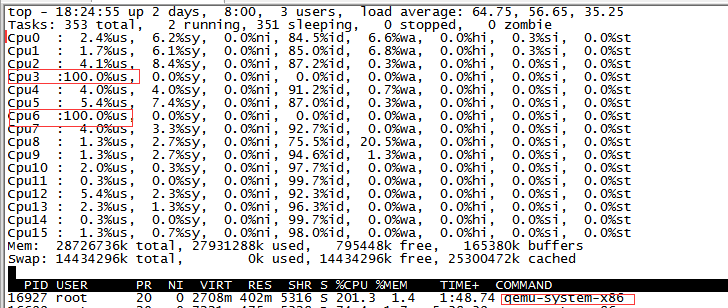 top - 18:24:55 up 2 days, 8:00, 3 users, load average: 64.75, 56.65, 35.25
Tasks: 353 total, 2 running, 351 sleeping, 0 stopped, 0 zombie
Cpu0 : 2.4%us, 6.2%sy, 0.0%ni, 84.5%id, 6.6%wa, 0.0%hi, 0.3%si, 0.0%st
Cpu1 : 1.7%us, 6.1%sy, 0.0%ni, 85.0%id, 6.8%wa, 0.0%hi, 0.3%si, 0.0%st
Cpu2 : 4.1%us, 8.4%sy, 0.0%ni, 87.2%id, 0.3%wa, 0.0%hi, 0.0%si, 0.0%st
Cpu3 :100.0%us, 0.0%sy, 0.0%ni, 0.0%id, 0.0%wa, 0.0%hi, 0.0%si, 0.0%st
Cpu4 : 4.0%us, 4.0%sy, 0.0%ni, 91.2%id, 0.7%wa, 0.0%hi, 0.0%si, 0.0%st
Cpu5 : 5.4%us, 7.4%sy, 0.0%ni, 87.2%id, 0.0%wa, 0.0%hi, 0.0%si, 0.0%st
Cpu6 :100.0%us, 0.0%sy, 0.0%ni, 0.0%id, 0.0%wa, 0.0%hi, 0.0%si, 0.0%st
Cpu7 : 4.0%us, 3.3%sy, 0.0%ni, 92.7%id, 0.0%wa, 0.0%hi, 0.0%si, 0.0%st
Cpu8 : 1.3%us, 2.7%sy, 0.0%ni, 75.5%id, 20.5%wa, 0.0%hi, 0.0%si, 0.0%st
Cpu9 : 1.3%us, 2.7%sy, 0.0%ni, 94.6%id, 1.3%wa, 0.0%hi, 0.0%si, 0.0%st
Cpu10 : 2.0%us, 0.3%sy, 0.0%ni, 97.7%id, 0.0%wa, 0.0%hi, 0.0%si, 0.0%st
Cpu11 : 0.3%us, 0.0%sy, 0.0%ni, 99.7%id, 0.0%wa, 0.0%hi, 0.0%si, 0.0%st
Cpu12 : 5.4%us, 2.3%sy, 0.0%ni, 92.3%id, 0.0%wa, 0.0%hi, 0.0%si, 0.0%st
Cpu13 : 2.3%us, 1.3%sy, 0.0%ni, 96.3%id, 0.0%wa, 0.0%hi, 0.0%si, 0.0%st
Cpu14 : 0.3%us, 0.0%sy, 0.0%ni, 99.7%id, 0.0%wa, 0.0%hi, 0.0%si, 0.0%st
Cpu15 : 1.3%us, 0.7%sy, 0.0%ni, 98.0%id, 0.0%wa, 0.0%hi, 0.0%si, 0.0%st
Mem: 28726736k total, 27931288k used, 795448k free, 165380k buffers
Swap: 14434296k total, 0k used, 14434296k free, 25300472k cached
PID USER PR NI VIRT RES SHR S %CPU %MEM TIME+ COMMAND
16927 root 20 0 2708m 402m 5316 S 201.3 1.4 1:48.74 qemu-system-x86